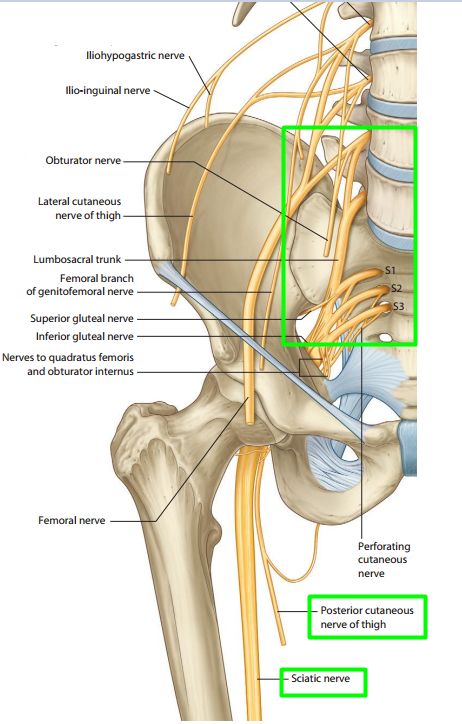 Iliohypogastric nerve
Ilio-inguinal nerve
Obturator nerve
Lateral cutaneous
nerve of thigh
Lumbosacral trunk
Femoral branch
of genitofemoral nerve
Superior gluteal nerve
Inferior gluteal nerve
Nerves to quadratus femoris
and obturator internus
S1
S2
S3
Femoral nerve
Perforating
cutaneous
nerve
Posterior cutaneous
nerve of thigh
Sciatic nerve